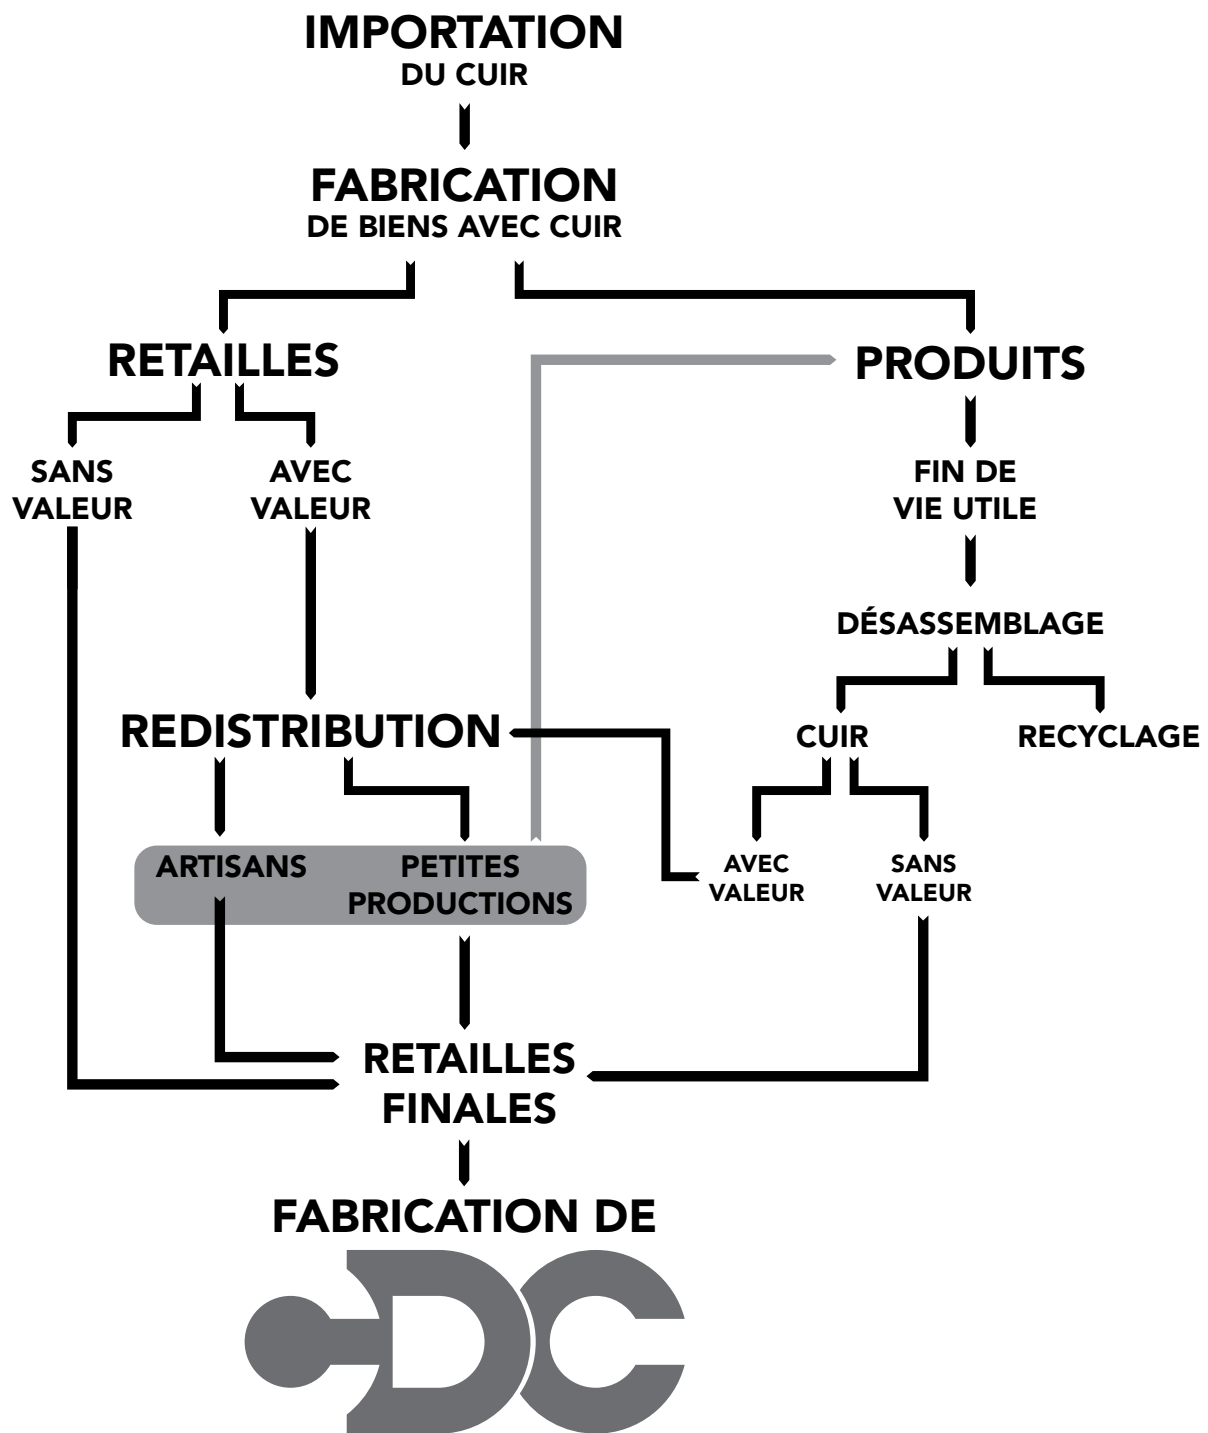 IMPORTATION
DU CUIR
FABRICATION
DE BIENS AVEC CUIR
RETAILLES
PRODUITS
SANS
VALEUR
AVEC
VALEUR
FIN DE
VIE UTILE
DÉSASSEMBLAGE
REDISTRIBUTION
CUIR
RECYCLAGE
ARTISANS
PETITES
PRODUCTIONS
AVEC
VALEUR
SANS
VALEUR
RETAILLES
FINALES
FABRICATION DE
DC